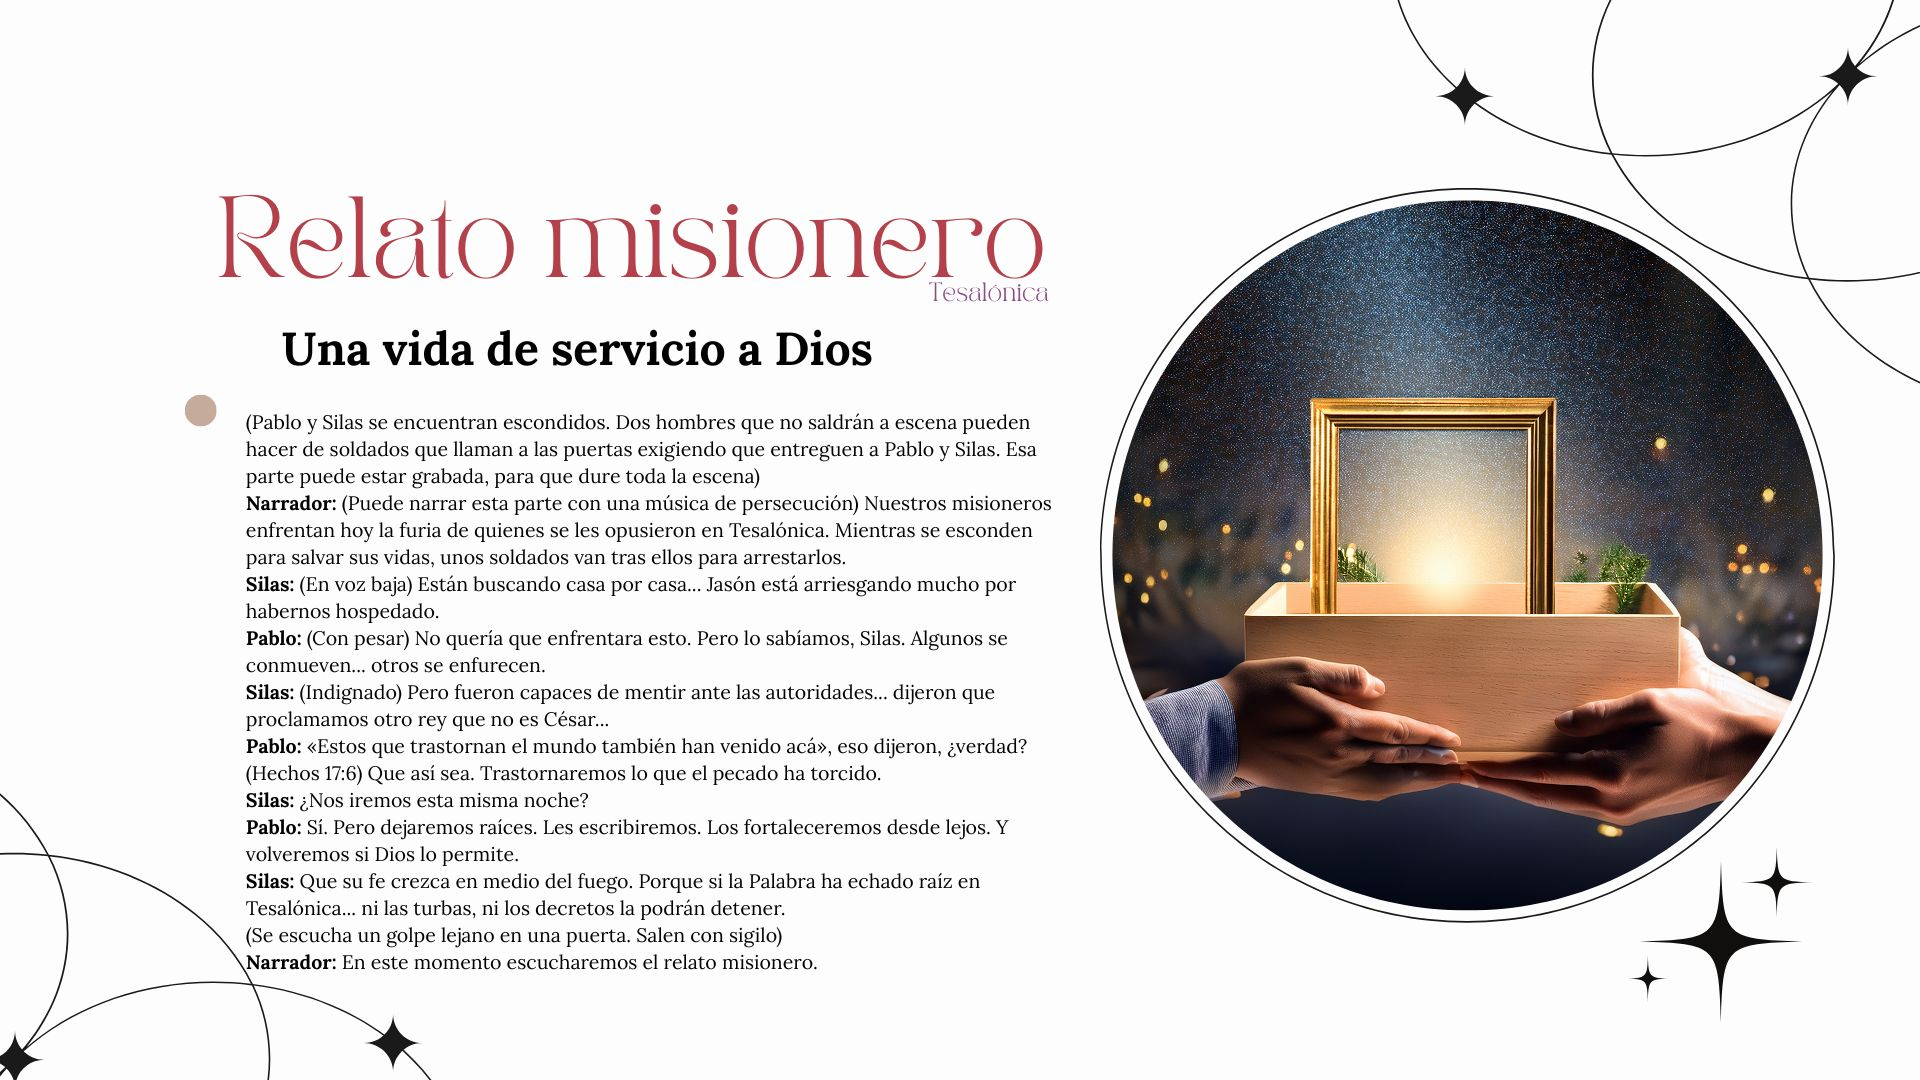 Relato misionero
Tesalónica
Una vida de servicio a Dios
(Pablo y Silas se encuentran escondidos. Dos hombres que no saldrán a escena pueden
hacer de soldados que llaman a las puertas exigiendo que entreguen a Pablo y Silas. Esa
parte puede estar grabada, para que dure toda la escena)
Narrador: (Puede narrar esta parte con una música de persecución) Nuestros misioneros
enfrentan hoy la furia de quienes se les opusieron en Tesalónica. Mientras se esconden
para salvar sus vidas, unos soldados van tras ellos para arrestarlos.
Silas: (En voz baja) Están buscando casa por casa... Jasón está arriesgando mucho por
habernos hospedado.
Pablo: (Con pesar) No quería que enfrentara esto. Pero lo sabíamos, Silas. Algunos se
conmueven... otros se enfurecen.
Silas: (Indignado) Pero fueron capaces de mentir ante las autoridades... dijeron que
proclamamos otro rey que no es César...
Pablo: «Estos que trastornan el mundo también han venido acá», eso dijeron, ¿verdad?
(Hechos 17:6) Que así sea. Trastornaremos lo que el pecado ha torcido.
Silas: ¿Nos iremos esta misma noche?
Pablo: Sí. Pero dejaremos raíces. Les escribiremos. Los fortaleceremos desde lejos. Y
volveremos si Dios lo permite.
Silas: Que su fe crezca en medio del fuego. Porque si la Palabra ha echado raíz en
Tesalónica... ni las turbas, ni los decretos la podrán detener.
(Se escucha un golpe lejano en una puerta. Salen con sigilo)
Narrador: En este momento escucharemos el relato misionero.